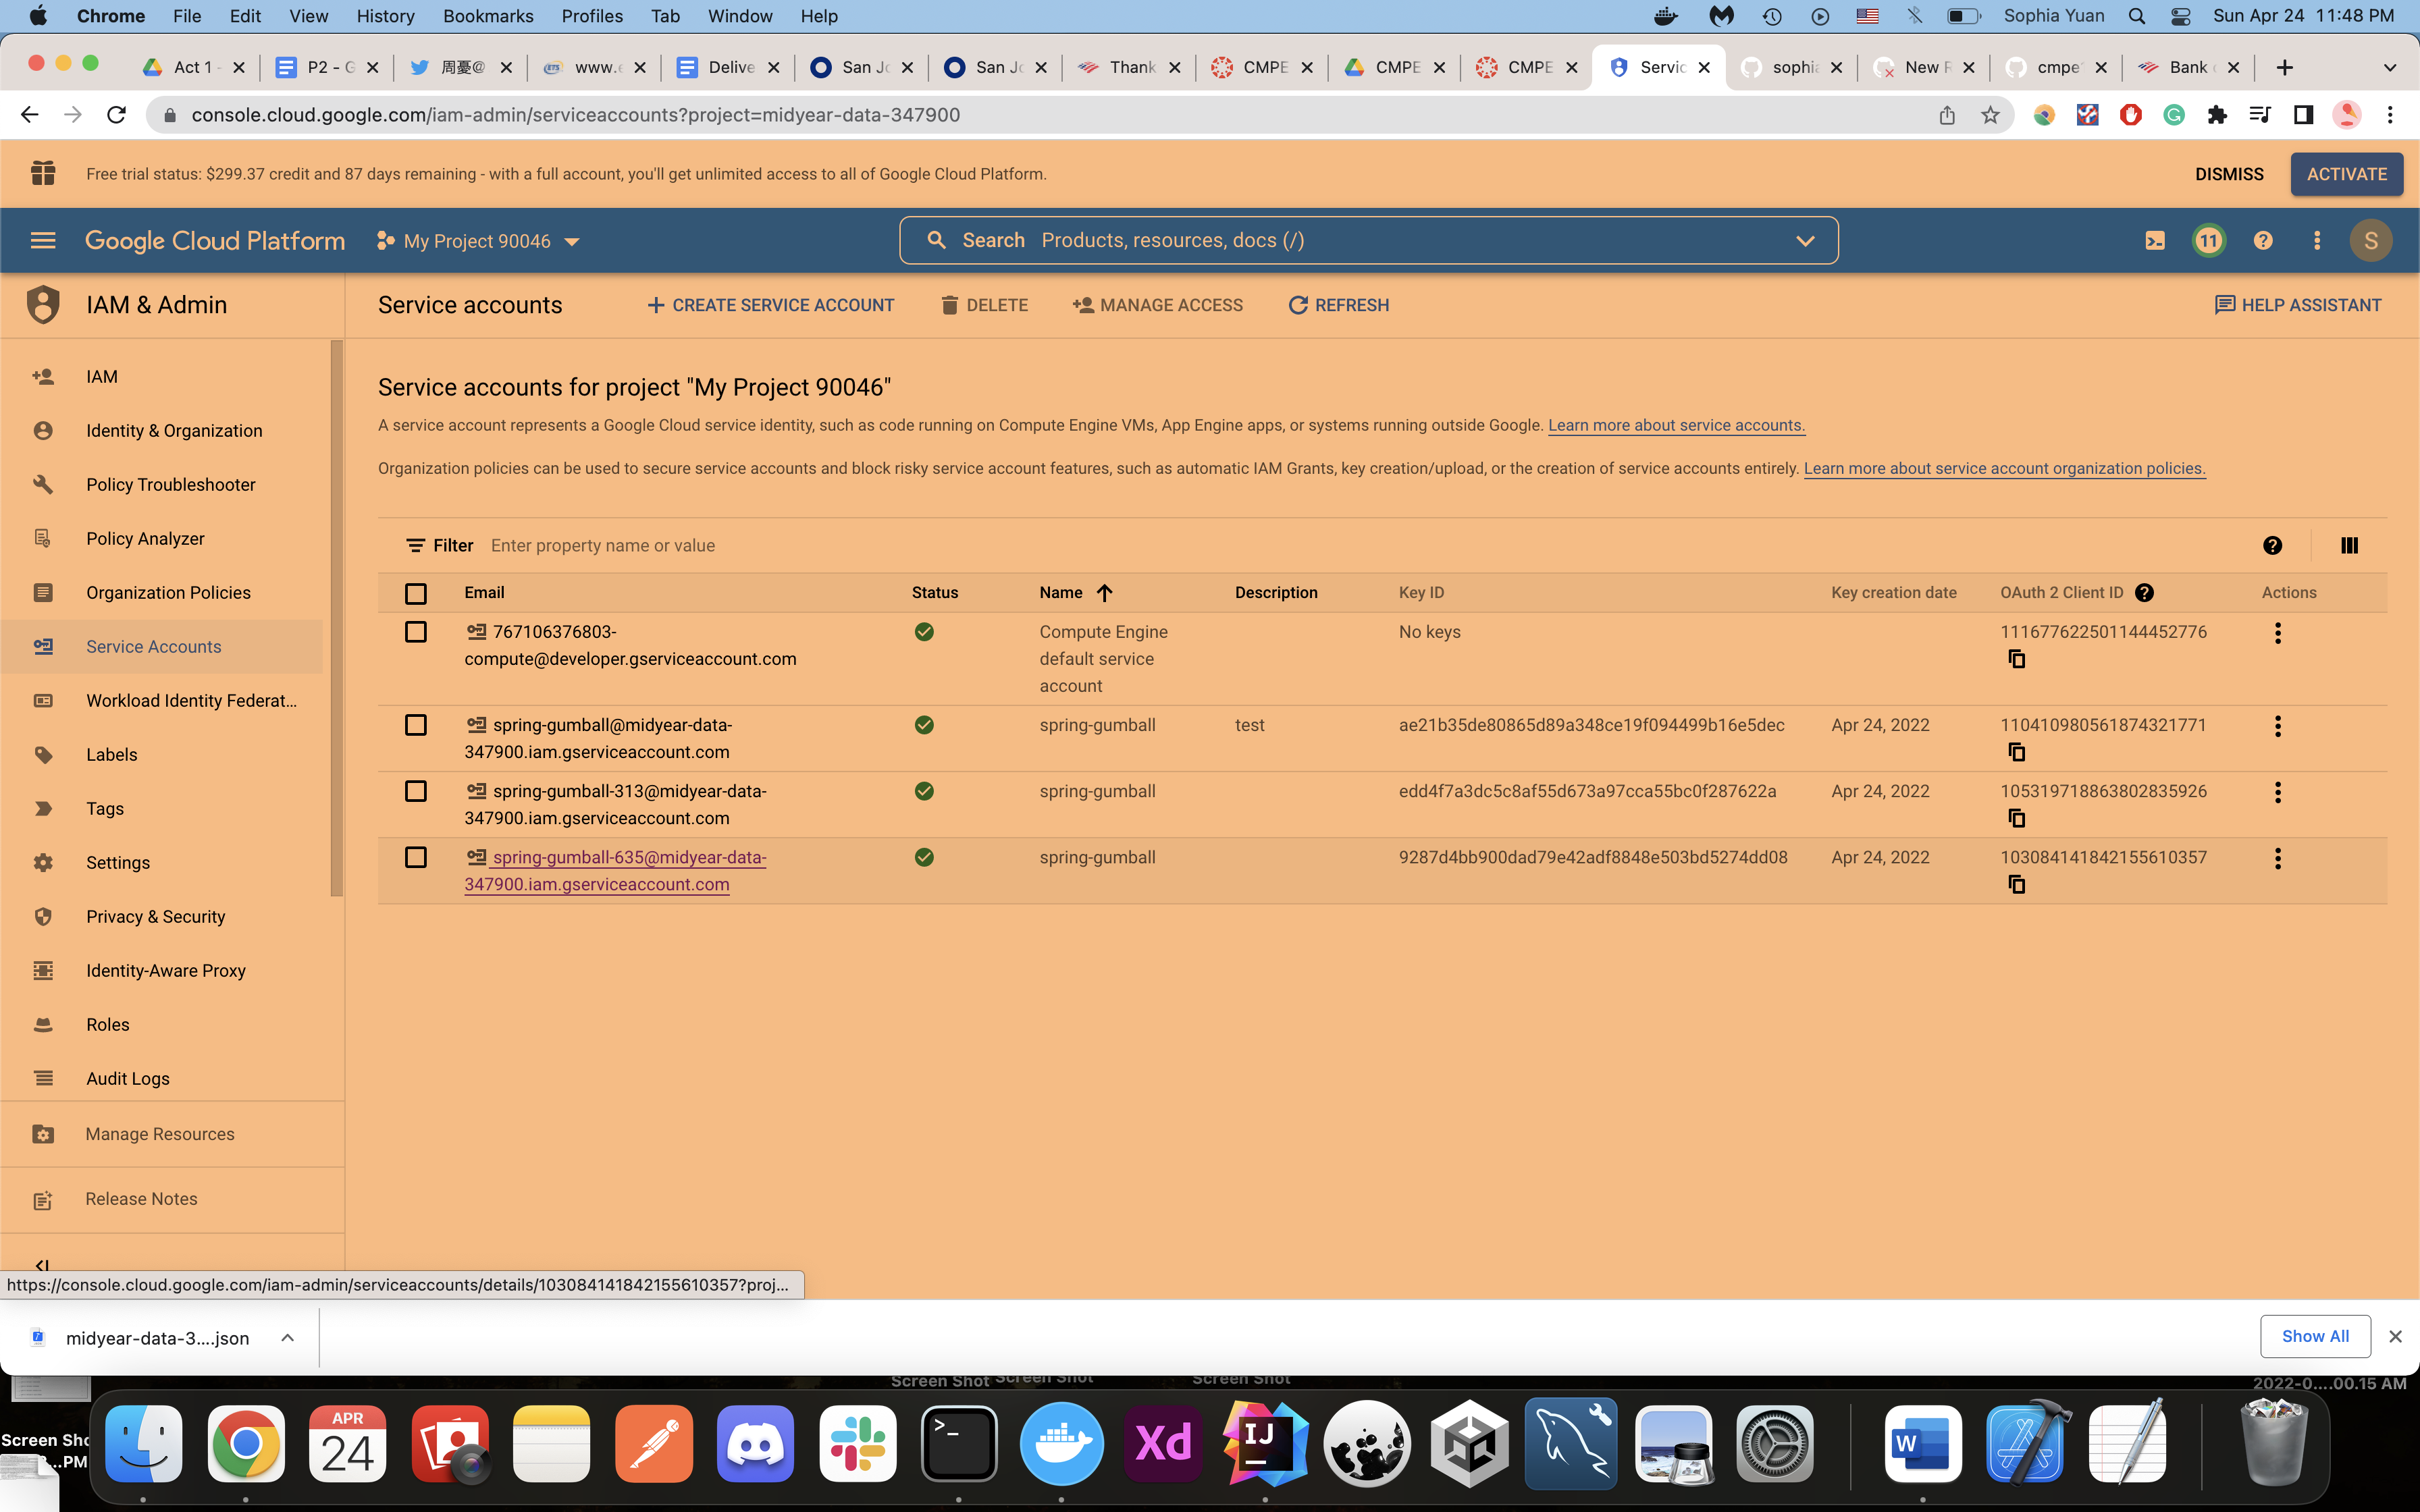 Chrome File Edit View History Bookmarks Profiles Tab Window Help Sophia Yuan Sun Apr 24 11:48 PM
Act 1 - P2 - G 周憂@ www.e Delive San Jo San Jo Thank CMPE CMPE CMPE Servic sophia New R cmpe Bank
console.cloud.google.com/iam-admin/serviceaccounts?project=midyear-data-347900
Free trial status: $299.37 credit and 87 days remaining - with a full account, you'll get unlimited access to all of Google Cloud Platform. DISMISS ACTIVATE
Google Cloud Platform My Project 90046 Search Products, resources, docs (/) 11 S
IAM & Admin
Service accounts CREATE SERVICE ACCOUNT DELETE MANAGE ACCESS REFRESH HELP ASSISTANT
IAM
Identity & Organization
Policy Troubleshooter
Policy Analyzer
Organization Policies
Service Accounts
Workload Identity Federat...
Labels
Tags
Settings
Privacy & Security
Identity-Aware Proxy
Roles
Audit Logs
Manage Resources
Release Notes
Service accounts for project "My Project 90046"
A service account represents a Google Cloud service identity, such as code running on Compute Engine VMs, App Engine apps, or systems running outside Google. Learn more about service accounts.
Organization policies can be used to secure service accounts and block risky service account features, such as automatic IAM Grants, key creation/upload, or the creation of service accounts entirely. Learn more about service account organization policies.
Filter Enter property name or value
Email Status Name Description Key ID Key creation date OAuth 2 Client ID Actions
767106376803- Compute Engine No keys 111677622501144452776
compute@developer.gserviceaccount.com default service
account
spring-gumball@midyear-data- spring-gumball test ae21b35de80865d89a348ce19f094499b16e5dec Apr 24, 2022 110410980561874321771
347900.iam.gserviceaccount.com
spring-gumball-313@midyear-data- spring-gumball edd4f7a3dc5c8af55d673a97cca55bc0f287622a Apr 24, 2022 105319718863802835926
347900.iam.gserviceaccount.com
spring-gumball-635@midyear-data- spring-gumball 9287d4bb900dad79e42adf8848e503bd5274dd08 Apr 24, 2022 103084141842155610357
347900.iam.gserviceaccount.com
https://console.cloud.google.com/iam-admin/serviceaccounts/details/103084141842155610357?proj...
midyear-data-3....json Show All
Screen Shot Screen Shot Screen Shot 2022-0....00.15 AM
Screen Sho
...PM
APR
24
Xd
IJ
W